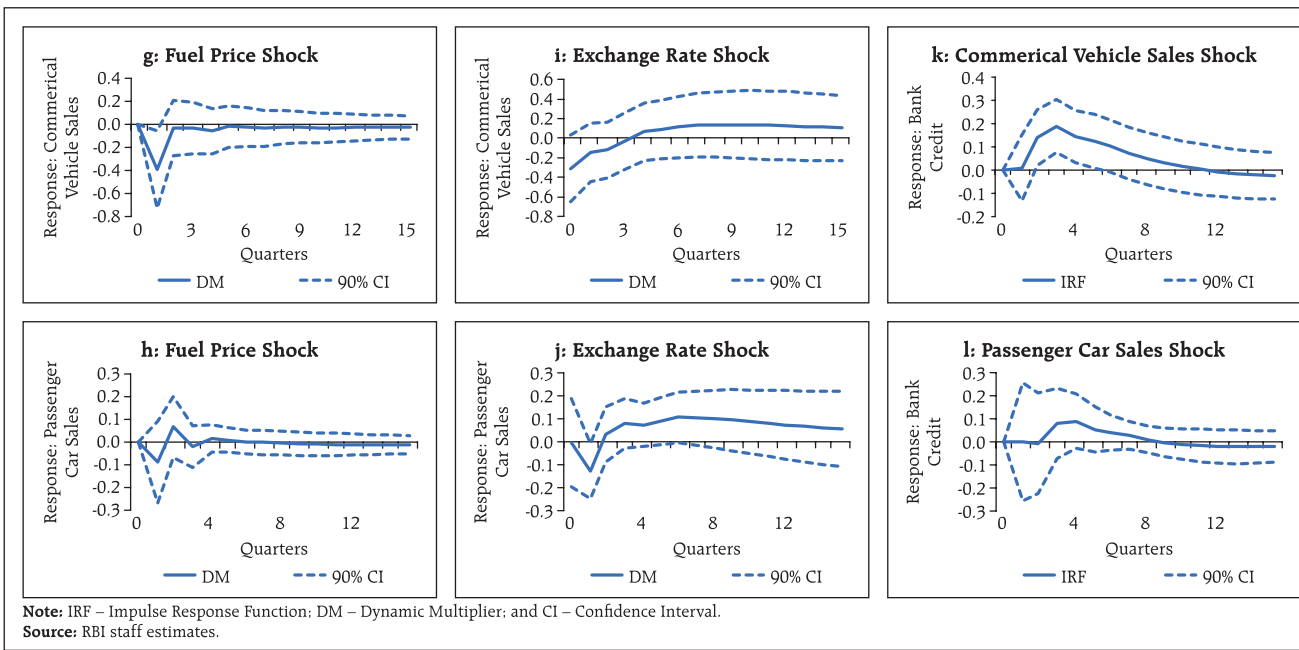 g: Fuel Price Shock
Response: Commerical
Vehicle Sales
0.4
0.2
0.0
-0.2
-0.4
-0.6
-0.8
0 3 6 9 12 15
Quarters
DM 90% CI
i: Exchange Rate Shock
Response: Commerical
Vehicle Sales
0.6
0.4
0.2
0.0
-0.2
-0.4
-0.6
-0.8
0 3 6 9 12 15
Quarters
DM 90% CI
k: Commerical Vehicle Sales Shock
Response: Bank
Credit
0.4
0.3
0.2
0.1
0.0
-0.1
-0.2
0 4 8 12
Quarters
IRF 90% CI
h: Fuel Price Shock
Response: Passenger
Car Sales
0.3
0.2
0.1
0.0
-0.1
-0.2
-0.3
0 4 8 12
Quarters
DM 90% CI
j: Exchange Rate Shock
Response: Passenger
Car Sales
0.3
0.2
0.1
0.0
-0.1
-0.2
-0.3
0 4 8 12
Quarters
DM 90% CI
l: Passenger Car Sales Shock
Response: Bank
Credit
0.3
0.2
0.1
0.0
-0.1
-0.2
-0.3
0 4 8 12
Quarters
IRF 90% CI
Note: IRF – Impulse Response Function; DM – Dynamic Multiplier; and CI – Confidence Interval.
Source: RBI staff estimates.